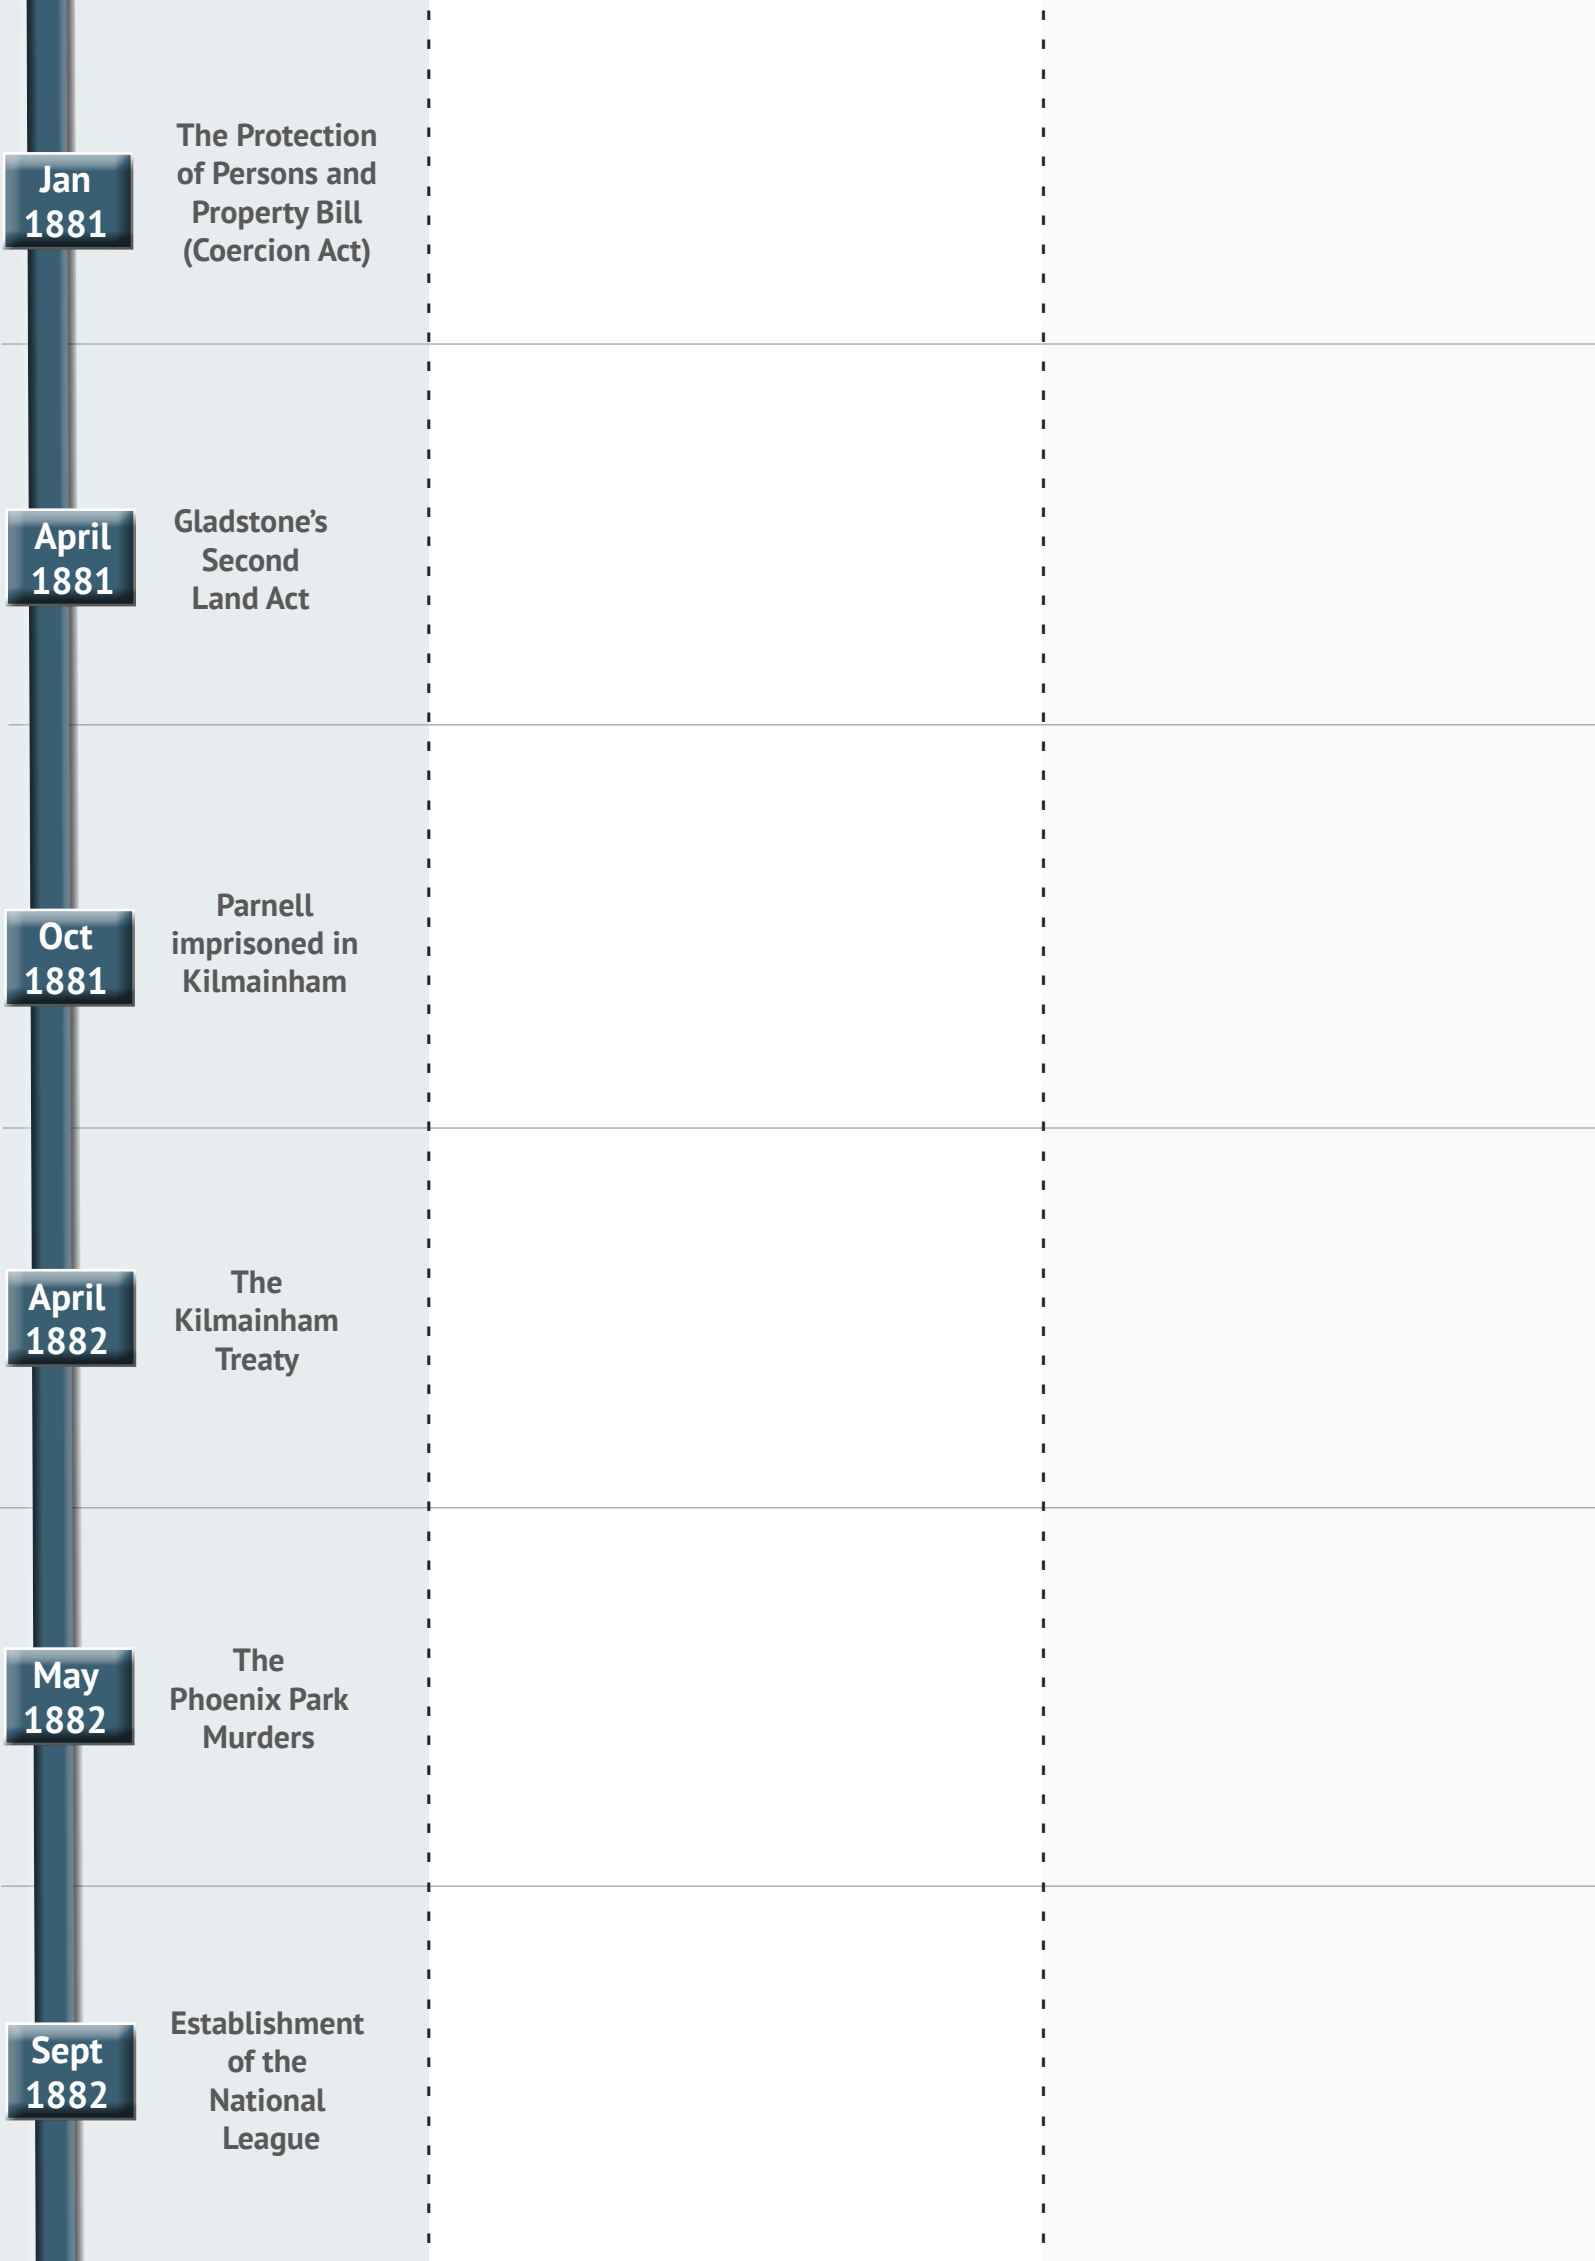 Jan
1881
The Protection
of Persons and
Property Bill
(Coercion Act)
April
1881
Gladstone’s
Second
Land Act
Oct
1881
Parnell
imprisoned in
Kilmainham
April
1882
The
Kilmainham
Treaty
May
1882
The
Phoenix Park
Murders
Sept
1882
Establishment
of the
National
League